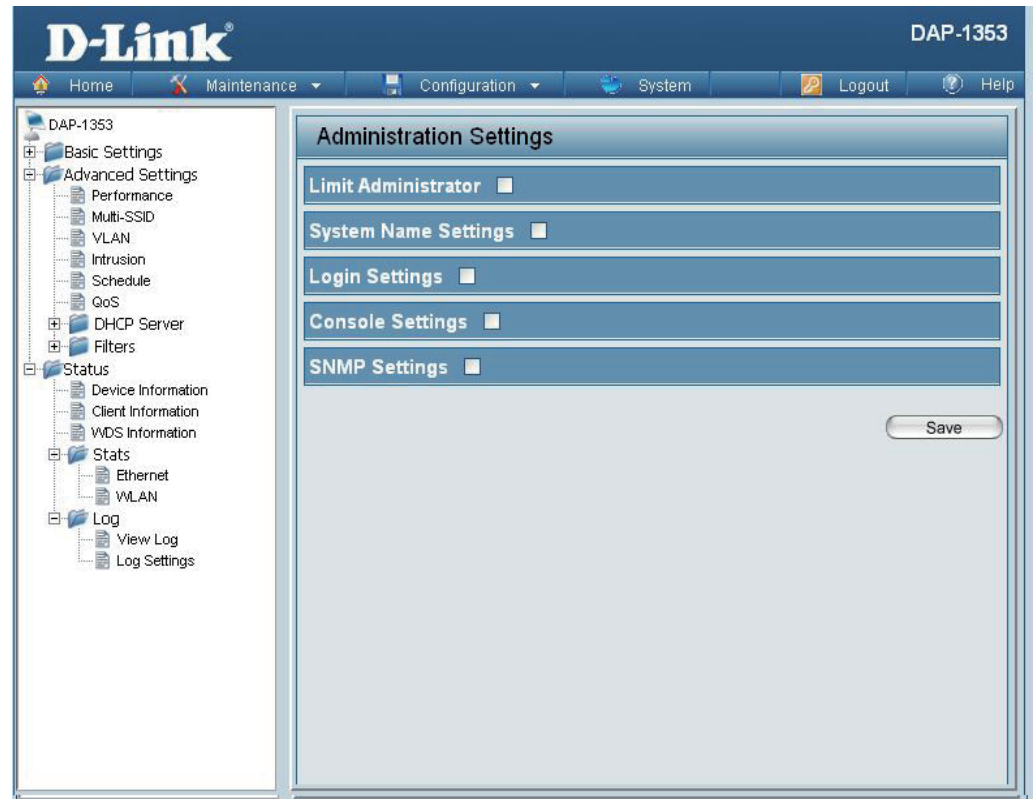 D-Link®
DAP-1353
Home Maintenance Configuration System Logout Help
DAP-1353
Basic Settings
Advanced Settings
Performance
Multi-SSID
VLAN
Intrusion
Schedule
QoS
DHCP Server
Filters
Status
Device Information
Client Information
WDS Information
Stats
Ethernet
WLAN
Log
View Log
Log Settings
Administration Settings
Limit Administrator
System Name Settings
Login Settings
Console Settings
SNMP Settings
Save